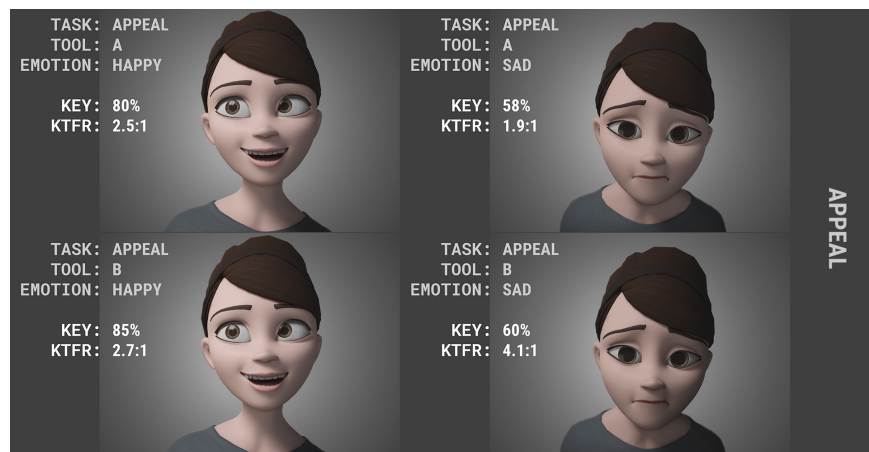 TASK: APPEAL
TOOL: A
EMOTION: HAPPY
KEY: 80%
KTFR: 2.5:1
TASK: APPEAL
TOOL: A
EMOTION: SAD
KEY: 58%
KTFR: 1.9:1
TASK: APPEAL
TOOL: B
EMOTION: HAPPY
KEY: 85%
KTFR: 2.7:1
TASK: APPEAL
TOOL: B
EMOTION: SAD
KEY: 60%
KTFR: 4.1:1
APPEAL